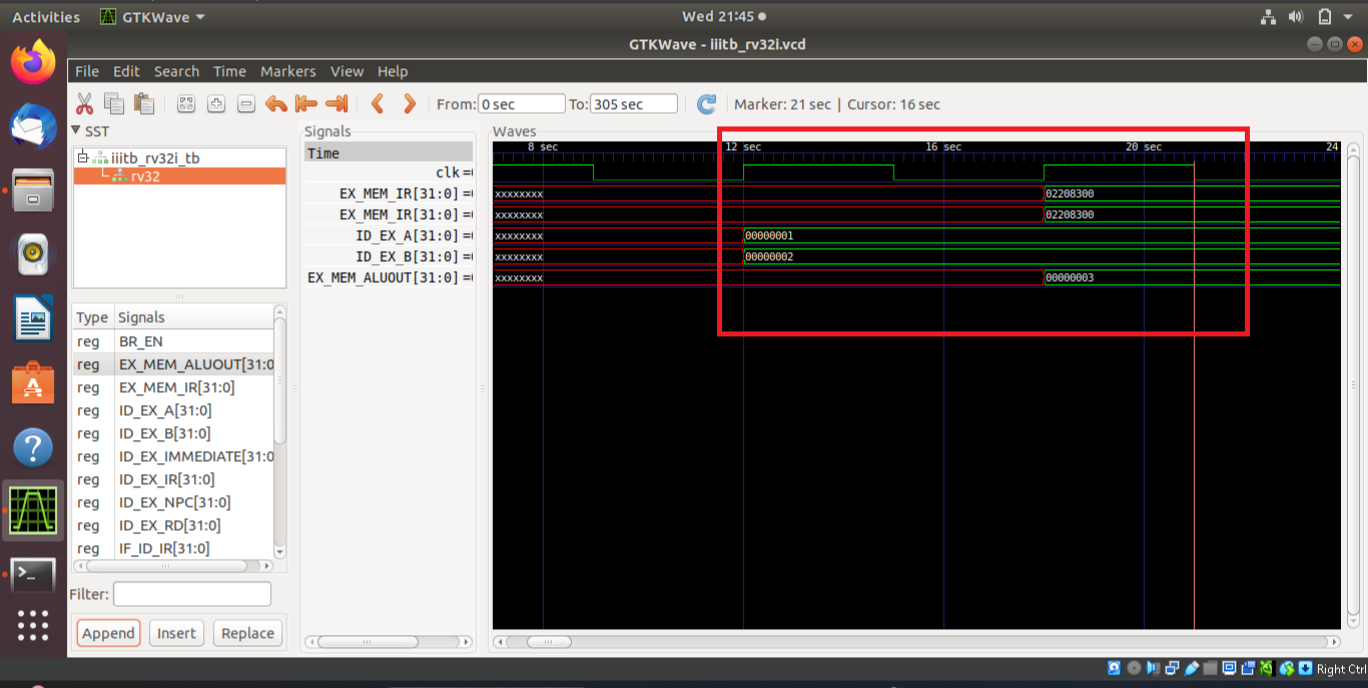 Activities GTKWave Wed 21:45
GTKWave - iiitb_rv32i.vcd
File Edit Search Time Markers View Help
From: 0 sec To: 305 sec Marker: 21 sec | Cursor: 16 sec
SST
iiitb_rv32i_tb
rv32
Type Signals
reg BR_EN
reg EX_MEM_ALUOUT[31:0
reg EX_MEM_IR[31:0]
reg ID_EX_A[31:0]
reg ID_EX_B[31:0]
reg ID_EX_IMMEDIATE[31:0
reg ID_EX_IR[31:0]
reg ID_EX_NPC[31:0]
reg ID_EX_RD[31:0]
reg IF_ID_IR[31:0]
Filter:
Append Insert Replace
Signals
Time
clk =
EX_MEM_IR[31:0] =
EX_MEM_IR[31:0] =
ID_EX_A[31:0] =
ID_EX_B[31:0] =
EX_MEM_ALUOUT[31:0] =
Waves
8 sec 12 sec 16 sec 20 sec 24
xxxxxxxx 02208300
xxxxxxxx 02208300
xxxxxxxx 00000001
xxxxxxxx 00000002
xxxxxxxx 00000003
Right Ctrl